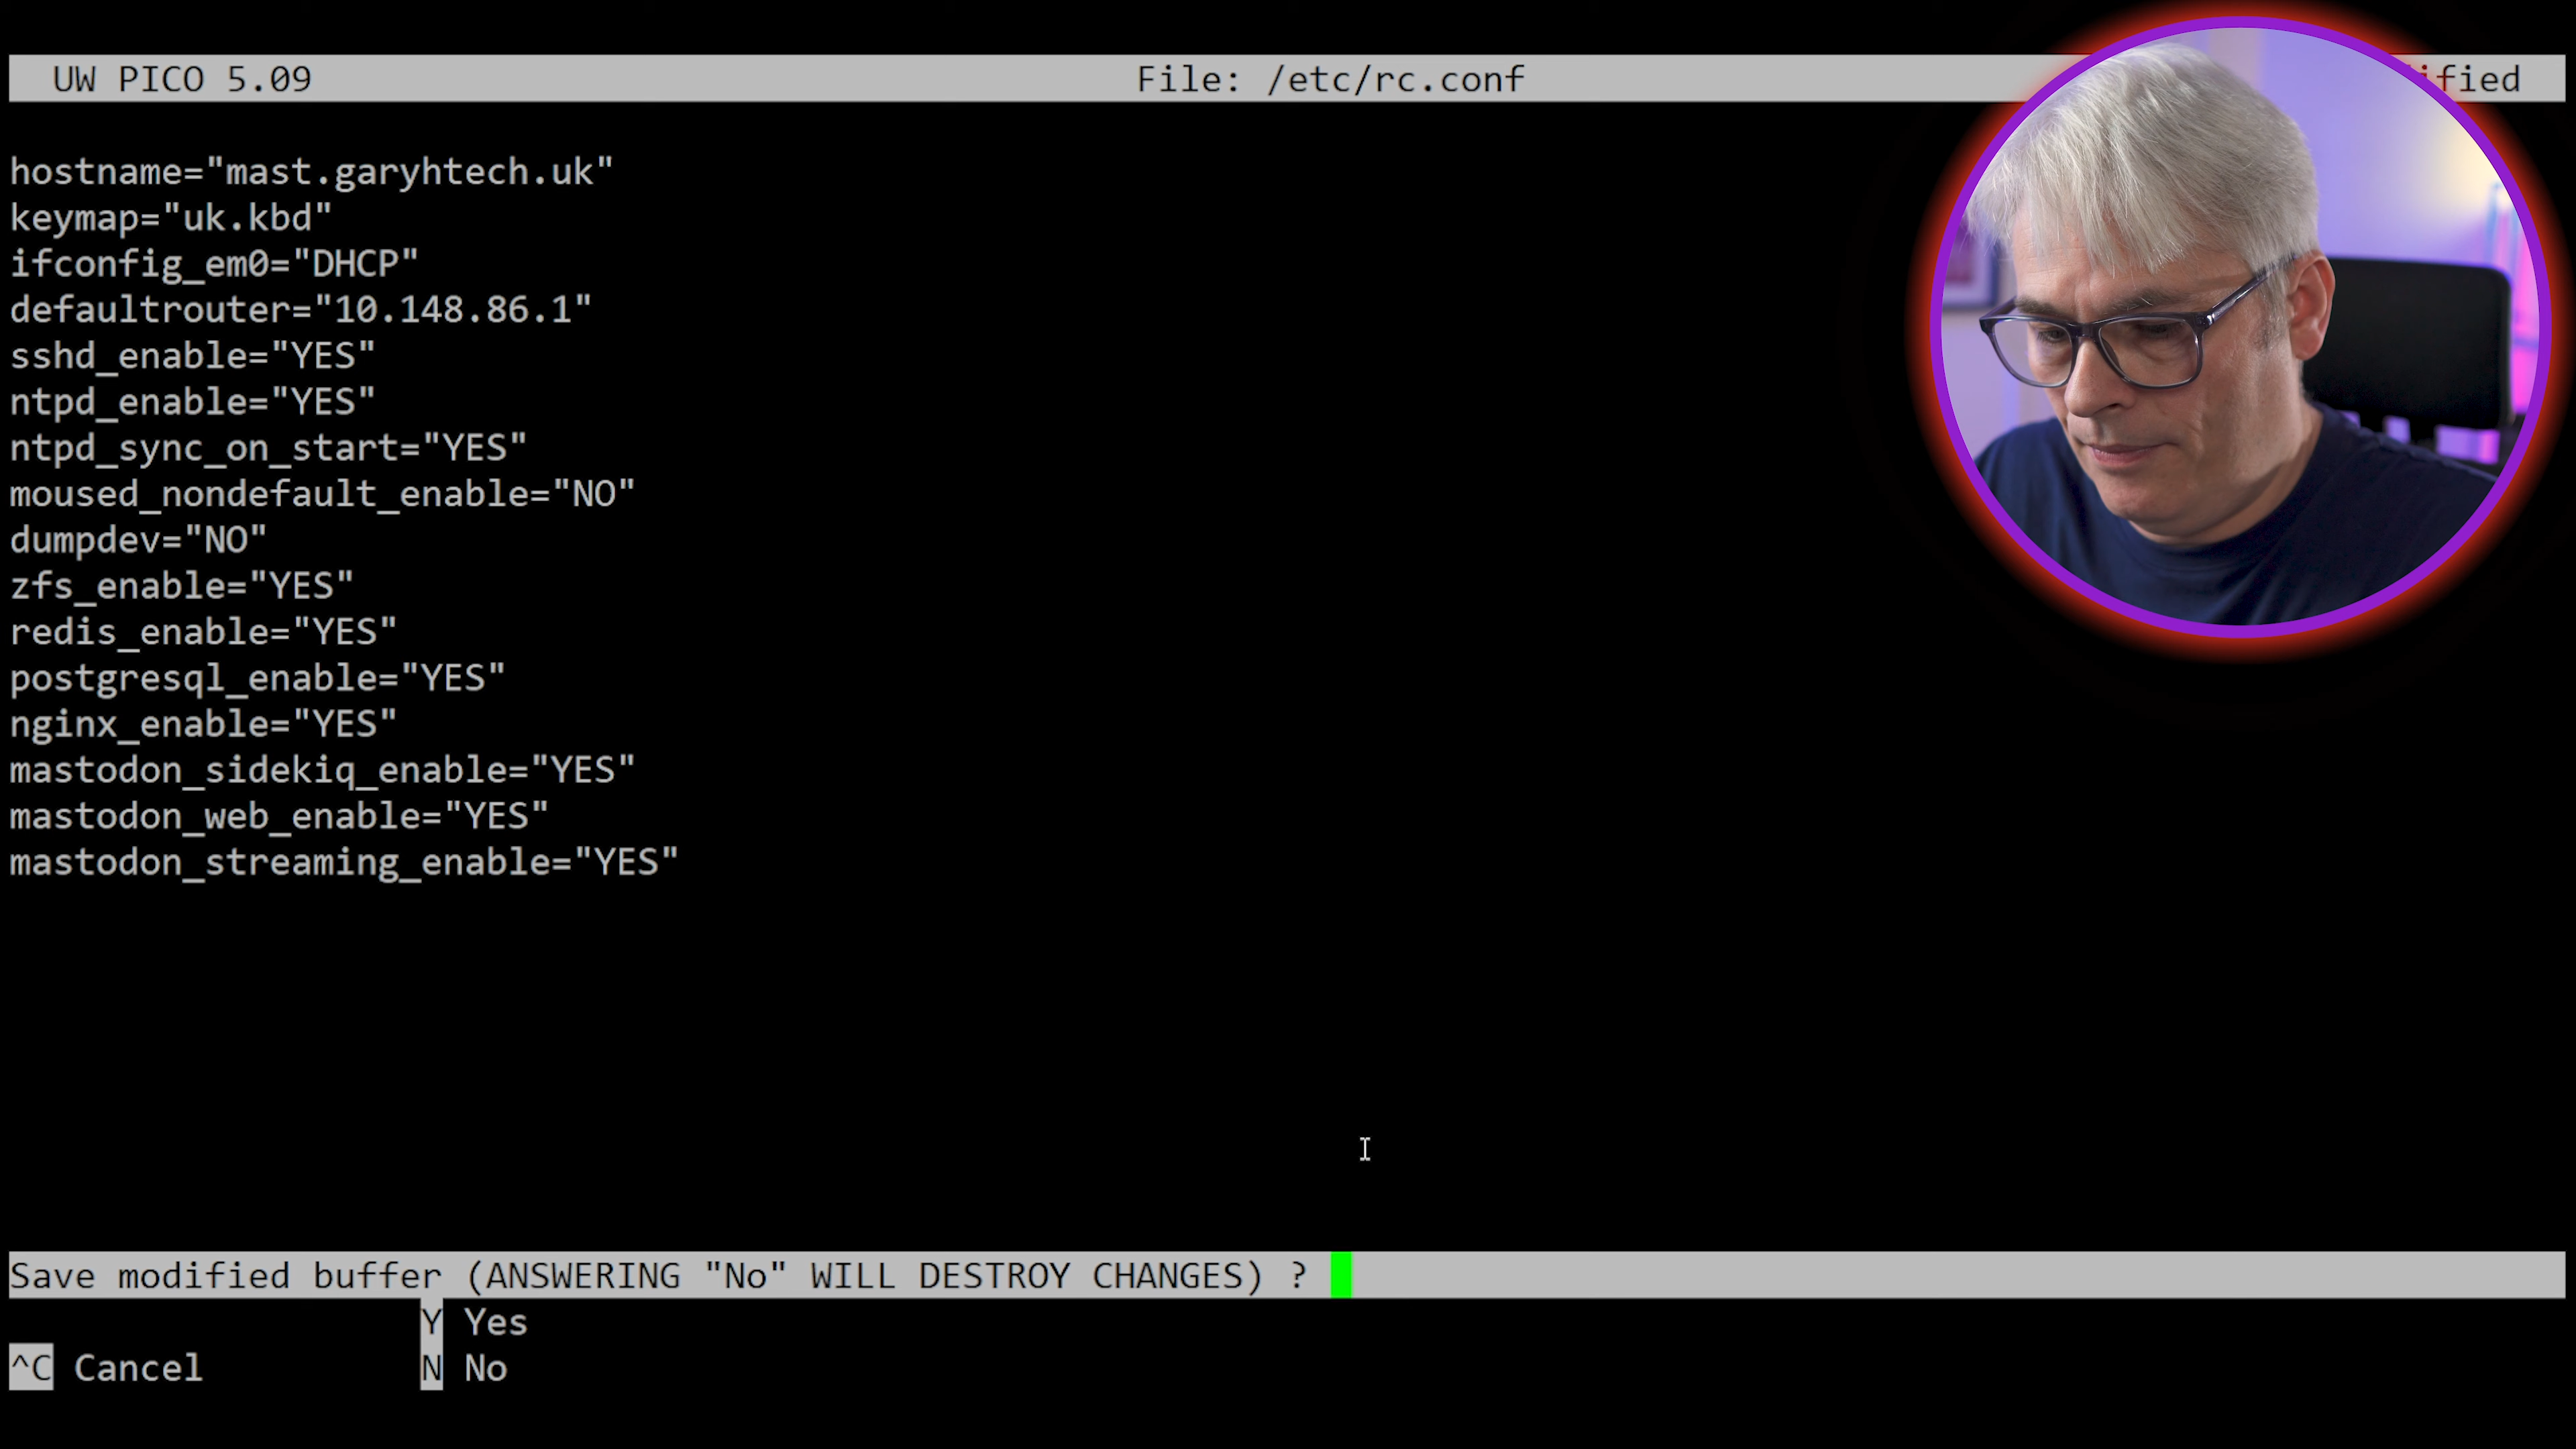 UW PICO 5.09 File: /etc/rc.conf ified
hostname="mast.garyhtech.uk"
keymap="uk.kbd"
ifconfig_em0="DHCP"
defaultrouter="10.148.86.1"
sshd_enable="YES"
ntpd_enable="YES"
ntpd_sync_on_start="YES"
moused_nondefault_enable="NO"
dumpdev="NO"
zfs_enable="YES"
redis_enable="YES"
postgresql_enable="YES"
nginx_enable="YES"
mastodon_sidekiq_enable="YES"
mastodon_web_enable="YES"
mastodon_streaming_enable="YES"
Save modified buffer (ANSWERING "No" WILL DESTROY CHANGES) ?
Y Yes
^C Cancel N No